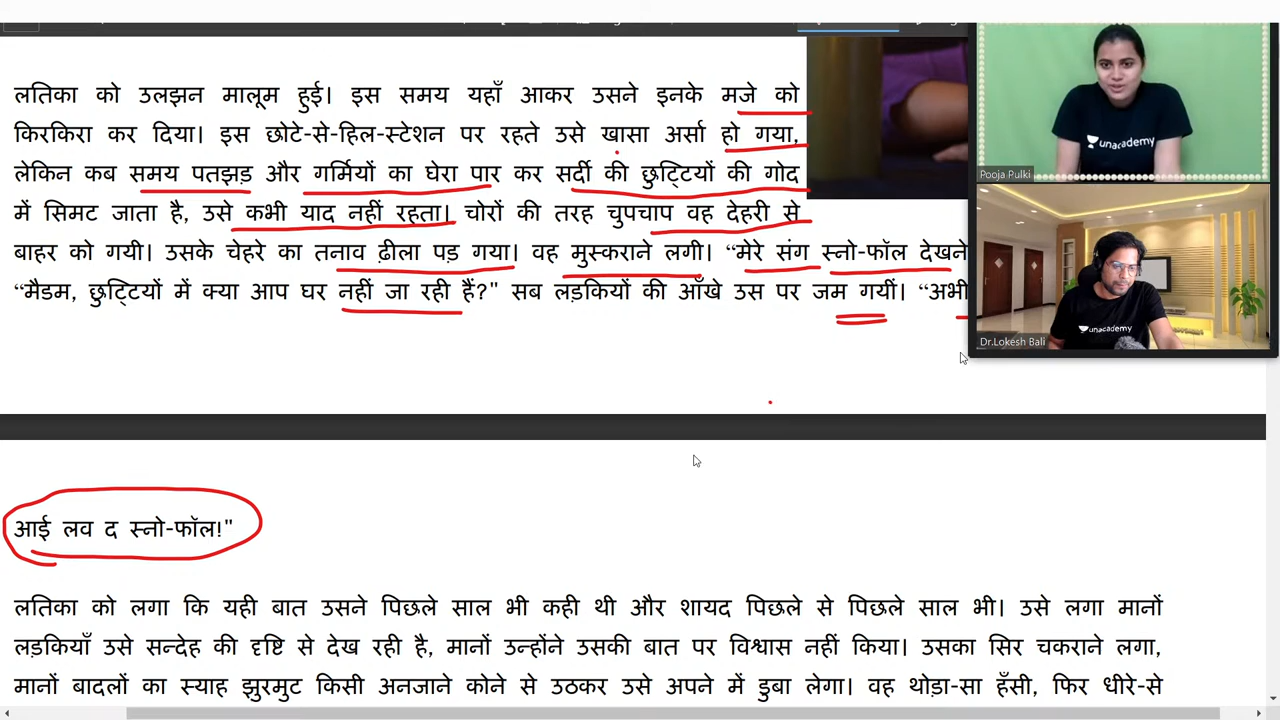 लतिका को उलझन मालूम हुई। इस समय यहाँ आकर उसने इनके मजे को
किरकिरा कर दिया। इस छोटे-से-हिल-स्टेशन पर रहते उसे खासा अर्सा हो गया,
लेकिन कब समय पतझड़ और गर्मियों का घेरा पार कर सर्दी की छुट्टियों की गोद
में सिमट जाता है, उसे कभी याद नहीं रहता। चोरों की तरह चुपचाप वह देहरी से
बाहर को गयी। उसके चेहरे का तनाव ढ़ीला पड़ गया। वह मुस्कराने लगी। “मेरे संग स्नो-फॉल देखने
“मैडम, छुट्टियों में क्या आप घर नहीं जा रही हैं?" सब लड़कियों की आँखे उस पर जम गयीं। “अभी
unacademy
Pooja Pulki
unacademy
Dr.Lokesh Bali
आई लव द स्नो-फॉल!"
लतिका को लगा कि यही बात उसने पिछले साल भी कही थी और शायद पिछले से पिछले साल भी। उसे लगा मानों
लड़कियाँ उसे सन्देह की दृष्टि से देख रही है, मानों उन्होंने उसकी बात पर विश्वास नहीं किया। उसका सिर चकराने लगा,
मानों बादलों का स्याह झुरमुट किसी अनजाने कोने से उठकर उसे अपने में डुबा लेगा। वह थोड़ा-सा हँसी, फिर धीरे-से